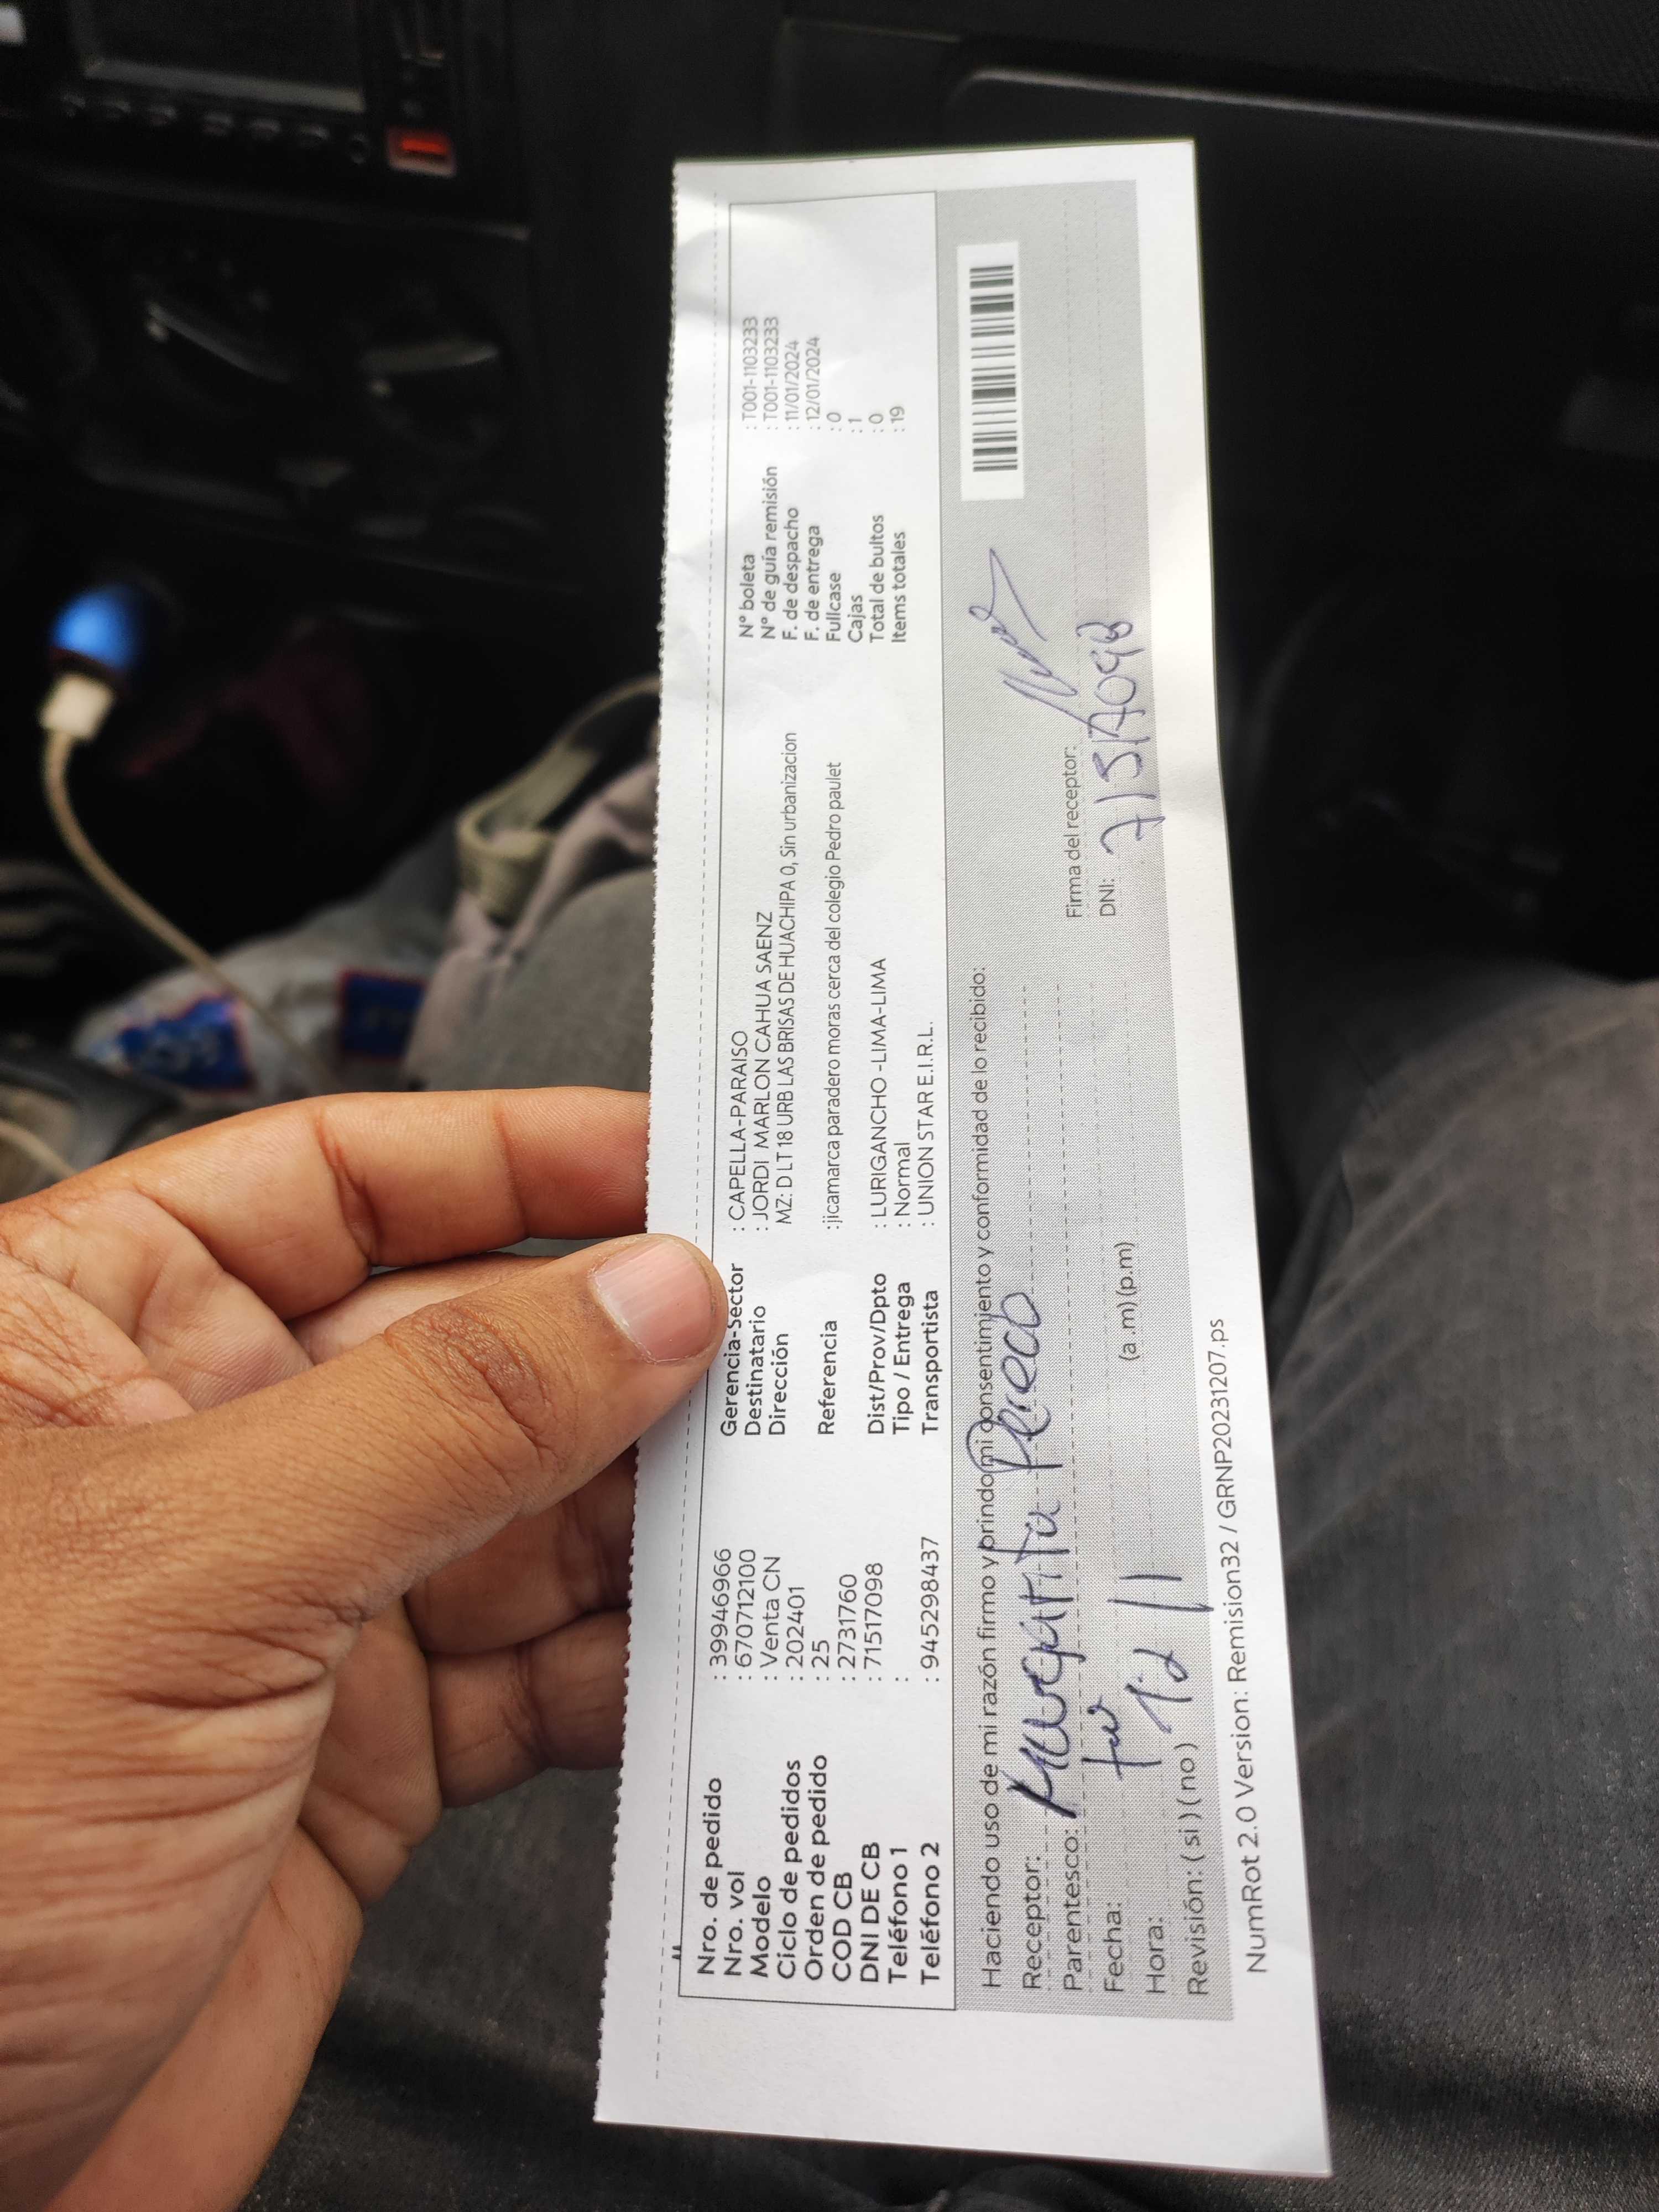 Nro. de pedido : 39946966
Nro. vol : 670712100
Modelo : Venta CN
Ciclo de pedidos : 202401
Orden de pedido : 25
COD CB : 2731760
DNI DE CB : 71517098
Teléfono 1 :
Teléfono 2 : 945298437
Gerencia-Sector : CAPELLA-PARAISO
Destinatario : JORDI MARLON CAHUA SAENZ
Dirección MZ: D LT 18 URB LAS BRISAS DE HUACHIPA 0, Sin urbanizacion
Referencia :jicamarca paradero moras cerca del colegio Pedro paulet
Dist/Prov/Dpto : LURIGANCHO -LIMA-LIMA
Tipo / Entrega : Normal
Transportista : UNION STAR E.I.R.L.
N° boleta : T001-1103233
N° de guía remisión : T001-1103233
F. de despacho : 11/01/2024
F. de entrega : 12/01/2024
Fullcase : 0
Cajas : 1
Total de bultos : 0
Items totales : 19
Haciendo uso de mi razón firmo y prindo mi consentimiento y conformidad de lo recibido:
Receptor: Margarita
Parentesco:
Fecha: (a.m) (p.m)
Hora: 12
Revisión: ( si ) ( no )
Firma del receptor:
DNI: 71517098
NumRot 2.0 Version: Remision32 / GRNP20231207.ps